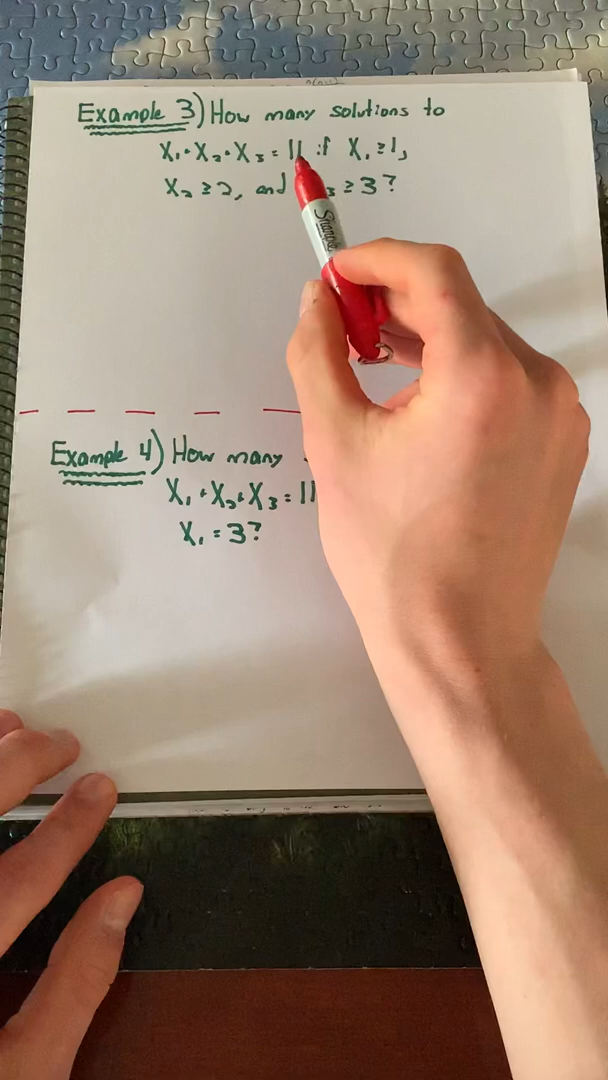 Example 3) How many solutions to
X₁+X₂+X₃=11 if X₁≥1,
X₂≥2, and ₃≥3?
Sharpie
Example 4) How many
X₁+X₂+X₃=11
X₁=3?